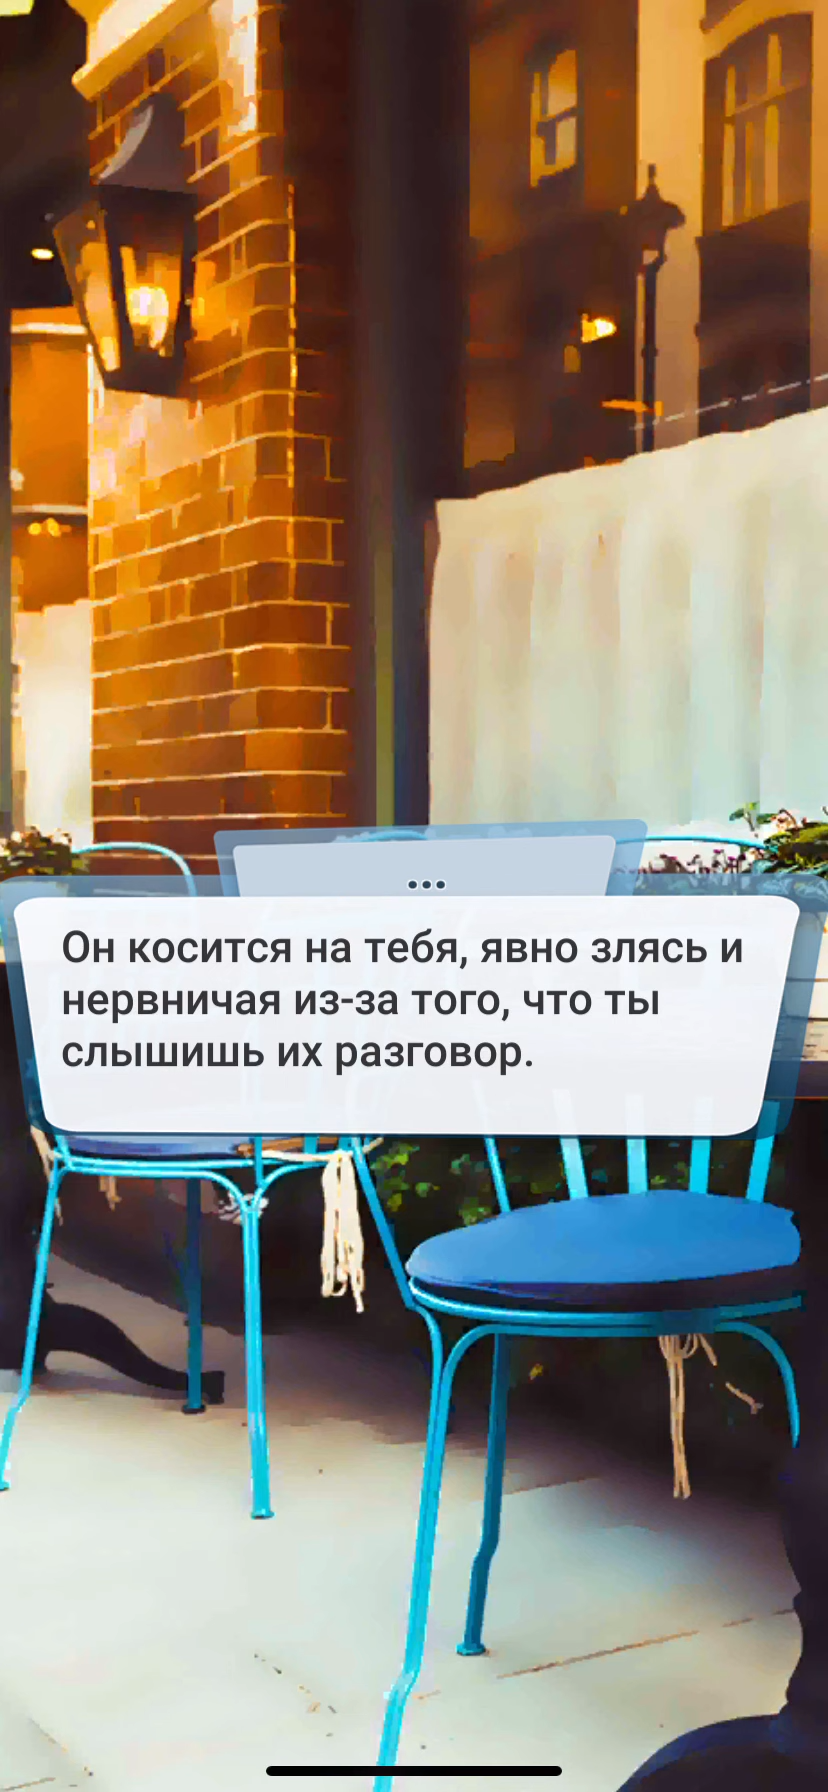 ...
Он косится на тебя, явно злясь и
нервничая из-за того, что ты
слышишь их разговор.